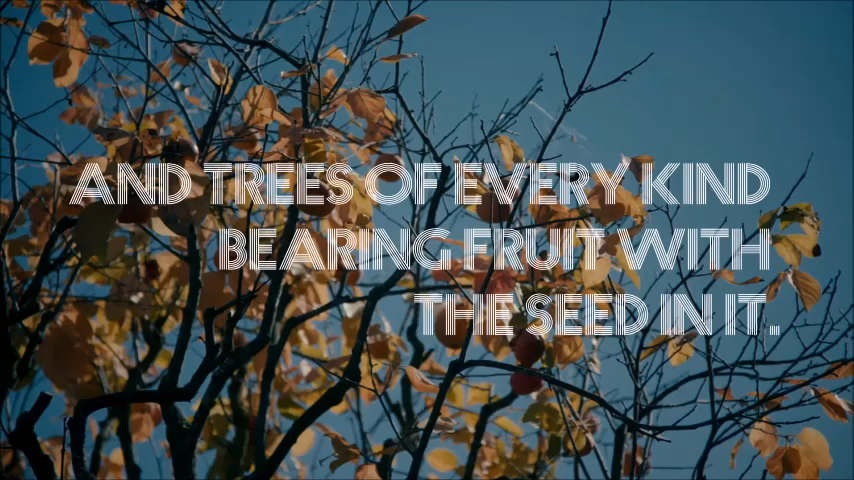 AND TREES OF EVERY KIND
BEARING FRUIT WITH
THE SEED IN IT.